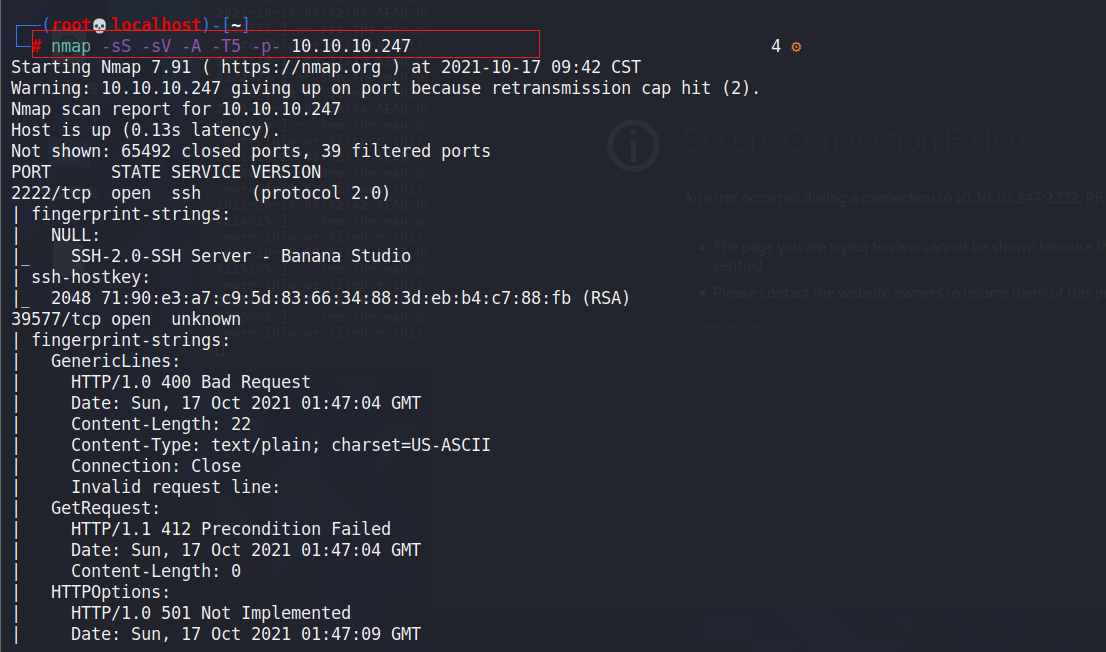 (root💀localhost)-[~]
# nmap -sS -sV -A -T5 -p- 10.10.10.247 4 ⚙
Starting Nmap 7.91 ( https://nmap.org ) at 2021-10-17 09:42 CST
Warning: 10.10.10.247 giving up on port because retransmission cap hit (2).
Nmap scan report for 10.10.10.247
Host is up (0.13s latency).
Not shown: 65492 closed ports, 39 filtered ports
PORT      STATE SERVICE VERSION
2222/tcp  open  ssh     (protocol 2.0)
| fingerprint-strings:
|   NULL:
|_    SSH-2.0-SSH Server - Banana Studio
| ssh-hostkey:
|_  2048 71:90:e3:a7:c9:5d:83:66:34:88:3d:eb:b4:c7:88:fb (RSA)
39577/tcp open  unknown
| fingerprint-strings:
|   GenericLines:
|     HTTP/1.0 400 Bad Request
|     Date: Sun, 17 Oct 2021 01:47:04 GMT
|     Content-Length: 22
|     Content-Type: text/plain; charset=US-ASCII
|     Connection: Close
|     Invalid request line:
|   GetRequest:
|     HTTP/1.1 412 Precondition Failed
|     Date: Sun, 17 Oct 2021 01:47:04 GMT
|     Content-Length: 0
|   HTTPOptions:
|     HTTP/1.0 501 Not Implemented
|     Date: Sun, 17 Oct 2021 01:47:09 GMT
Secure Connection Failed
An error occurred during a connection to 10.10.10.247:2222. PR
• The page you are trying to view cannot be shown because th
verified.
• Please contact the website owners to inform them of this p
Learn more...